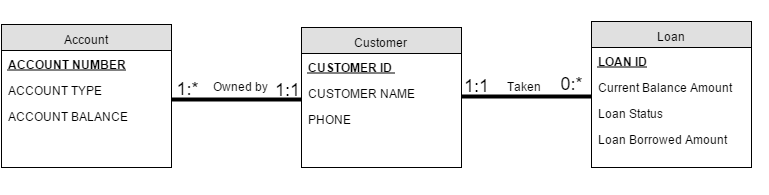 Account
ACCOUNT NUMBER
ACCOUNT TYPE
ACCOUNT BALANCE
1:*
Owned by
1:1
Customer
CUSTOMER ID
CUSTOMER NAME
PHONE
1:1
Taken
0:*
Loan
LOAN ID
Current Balance Amount
Loan Status
Loan Borrowed Amount